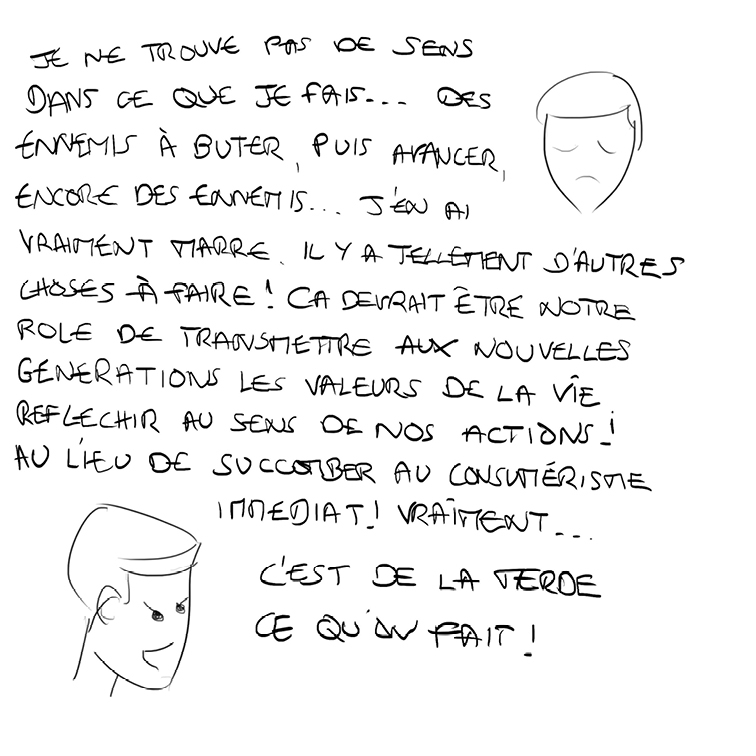 JE NE TROUVE PAS DE SENS
DANS CE QUE JE FAIS... DES
ENNEMIS À BUTER, PUIS AVANCER,
ENCORE DES ENNEMIS... J'EN AI
VRAIMENT MARRE. IL Y A TELLEMENT D'AUTRES
CHOSES À FAIRE! CA DEVRAIT ÊTRE NOTRE
ROLE DE TRANSMETTRE AUX NOUVELLES
GENERATIONS LES VALEURS DE LA VIE
REFLECHIR AU SENS DE NOS ACTIONS!
AU LIEU DE SUCCOMBER AU CONSUMÉRISME
IMMEDIAT! VRAIMENT...
C'EST DE LA MERDE
CE QU'ON FAIT!